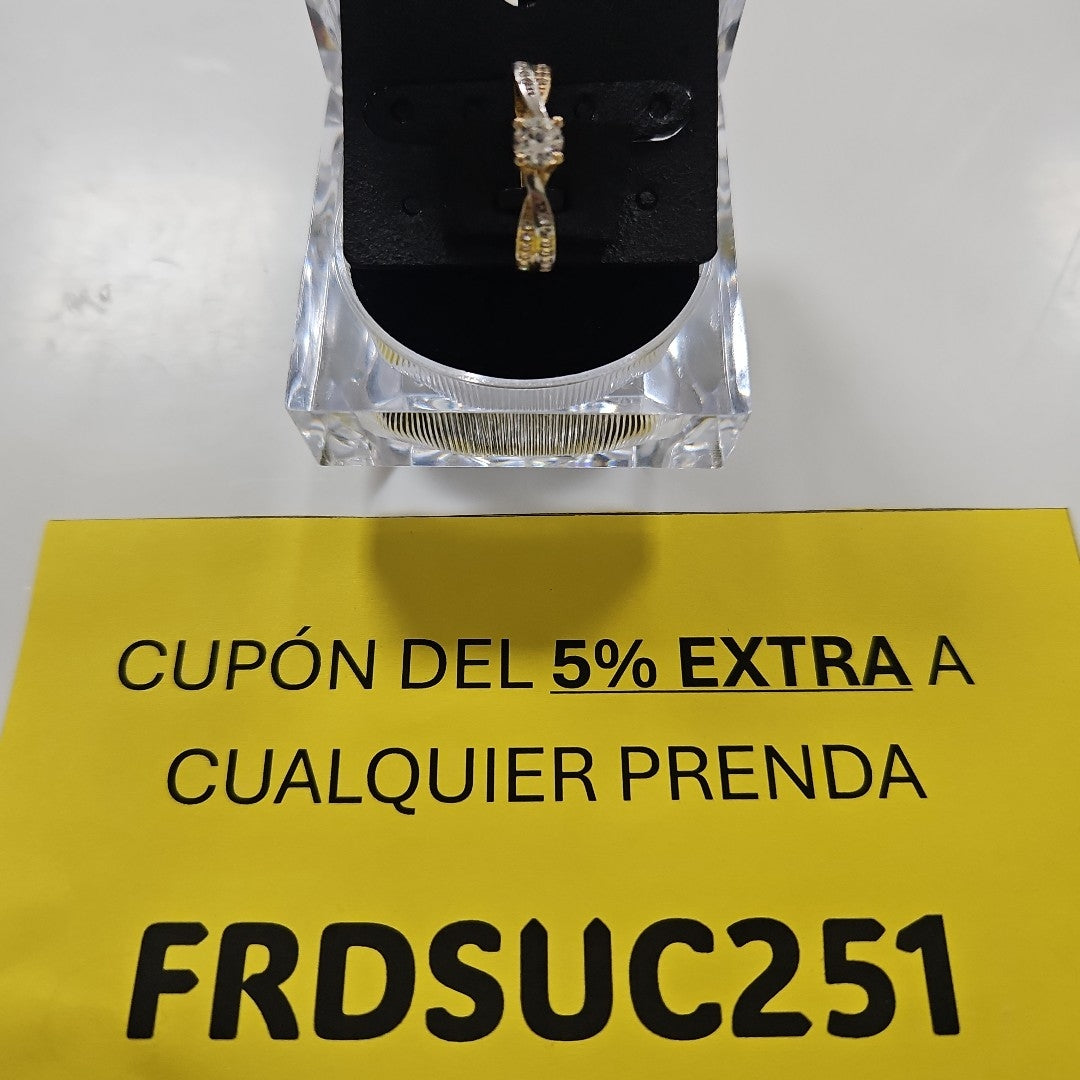 CUPÓN DEL 5% EXTRA A
CUALQUIER PRENDA
FRDSUC251